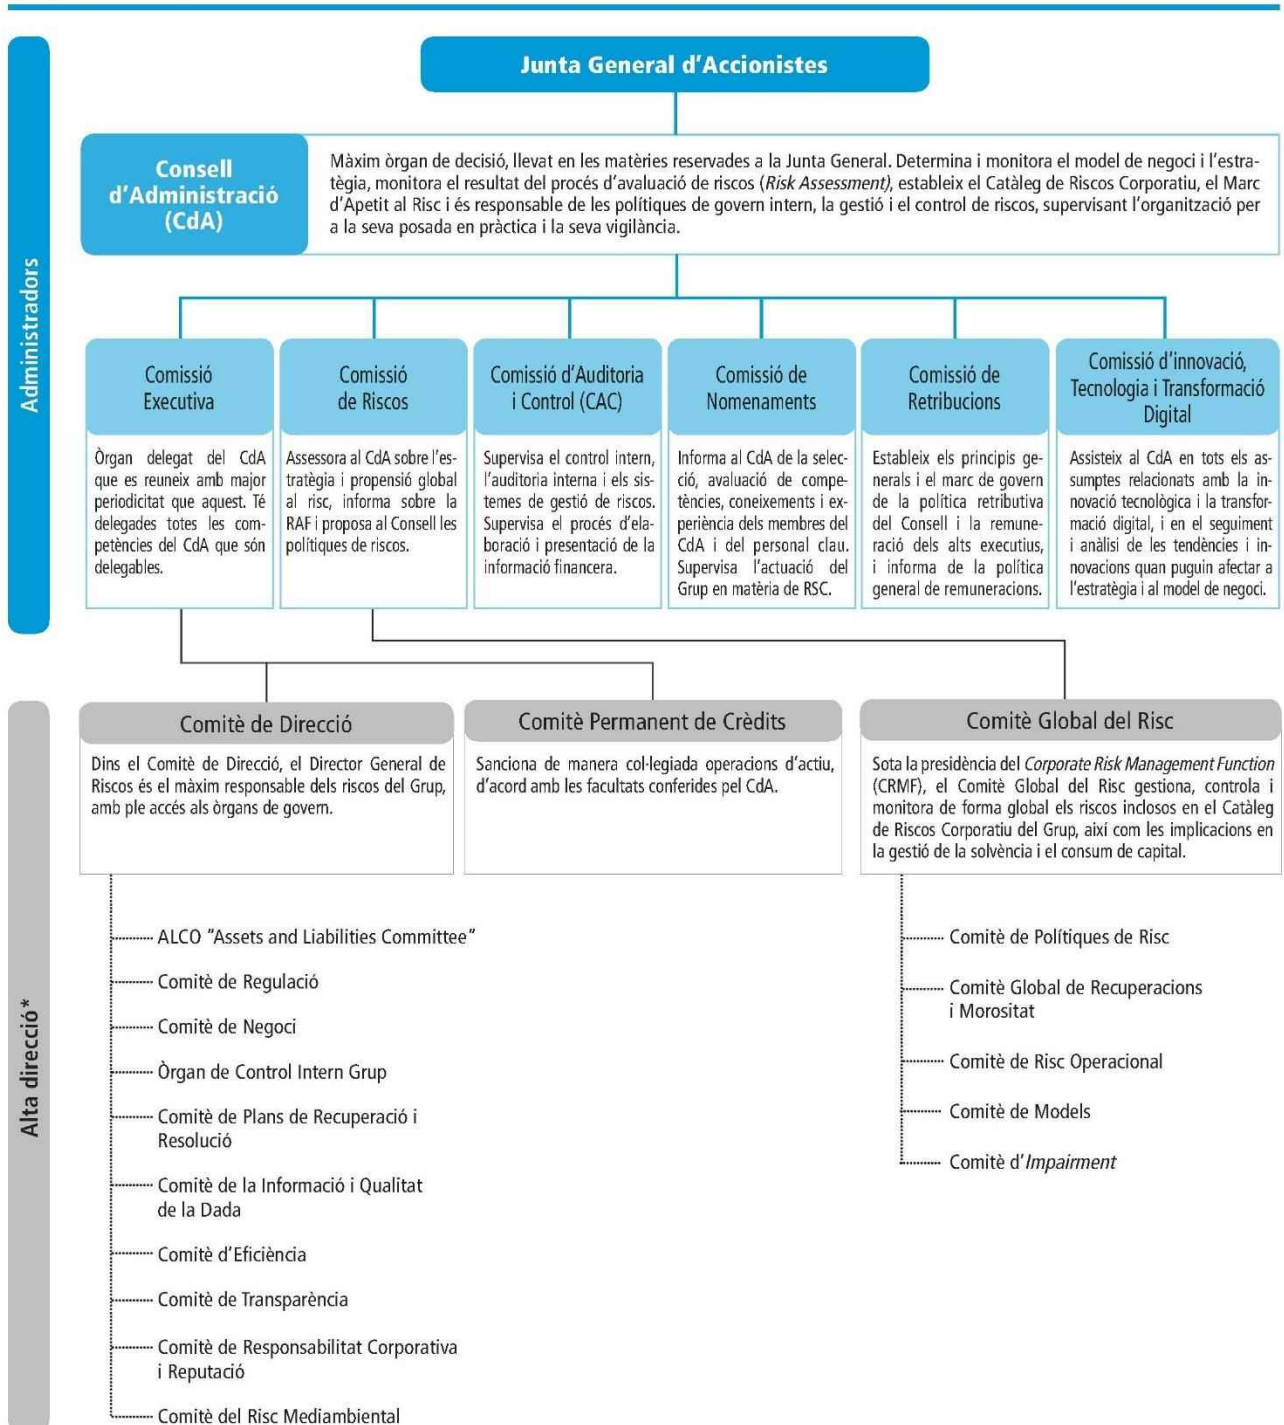 Administradors
Junta General d'Accionistes
Consell
d'Administració
(CdA)
Màxim òrgan de decisió, llevat en les matèries reservades a la Junta General. Determina i monitora el model de negoci i l'estra-
tègia, monitora el resultat del procés d'avaluació de riscos (Risk Assessment), estableix el Catàleg de Riscos Corporatiu, el Marc
d'Apetit al Risc i és responsable de les polítiques de govern intern, la gestió i el control de riscos, supervisant l'organització per
a la seva posada en pràctica i la seva vigilància.
Comissió
Executiva
Òrgan delegat del CdA
que es reuneix amb major
periodicitat que aquest. Té
delegades totes les com-
petències del CdA que són
delegables.
Comissió
de Riscos
Assessora al CdA sobre l'es-
tratègia i propensió global
al risc, informa sobre la
RAF i proposa al Consell les
polítiques de riscos.
Comissió d'Auditoria
i Control (CAC)
Supervisa el control intern,
l'auditoria interna i els sis-
temes de gestió de riscos.
Supervisa el procés d'ela-
boració i presentació de la
informació financera.
Comissió de
Nomenaments
Informa al CdA de la selec-
ció, avaluació de compe-
tències, coneixements i ex-
periència dels membres del
CdA i del personal clau.
Supervisa l'actuació del
Grup en matèria de RSC.
Comissió de
Retribucions
Estableix els principis ge-
nerals i el marc de govern
de la política retributiva
del Consell i la remune-
ració dels alts executius,
i informa de la política
general de remuneracions.
Comissió d'innovació,
Tecnologia i Transformació
Digital
Assisteix al CdA en tots els as-
sumptes relacionats amb la in-
novació tecnològica i la transfor-
mació digital, i en el seguiment
i anàlisi de les tendències i in-
novacions quan puguin afectar a
l'estratègia i al model de negoci.
Alta direcció*
Comitè de Direcció
Dins el Comitè de Direcció, el Director General de
Riscos és el màxim responsable dels riscos del Grup,
amb ple accés als òrgans de govern.
Comitè Permanent de Crèdits
Sanciona de manera col·legiada operacions d'actiu,
d'acord amb les facultats conferides pel CdA.
Comitè Global del Risc
Sota la presidència del Corporate Risk Management Function
(CRMF), el Comitè Global del Risc gestiona, controla i
monitora de forma global els riscos inclosos en el Catàleg
de Riscos Corporatiu del Grup, així com les implicacions en
la gestió de la solvència i el consum de capital.
ALCO "Assets and Liabilities Committee"
Comitè de Regulació
Comitè de Negoci
Òrgan de Control Intern Grup
Comitè de Plans de Recuperació i
Resolució
Comitè de la Informació i Qualitat
de la Dada
Comitè d'Eficiència
Comitè de Transparència
Comitè de Responsabilitat Corporativa
i Reputació
Comitè del Risc Mediambiental
Comitè de Polítiques de Risc
Comitè Global de Recuperacions
i Morositat
Comitè de Risc Operacional
Comitè de Models
Comitè d'Impairment